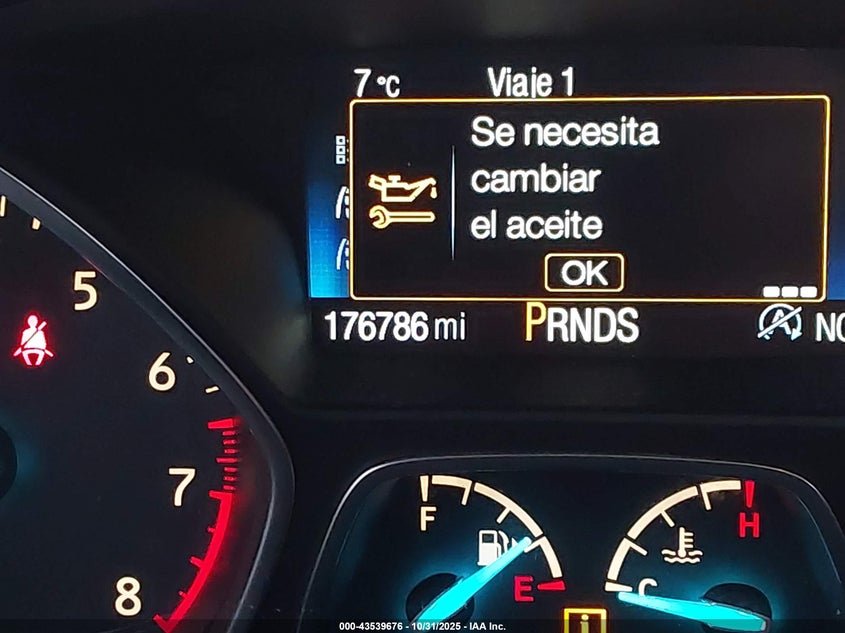 7 °C Viaje 1
Se necesita
cambiar
el aceite
OK
176786 mi PRNDS NO
5
6
7
8
F
E
H
C
i
000-43539676 - 10/31/2025 - IAA Inc.